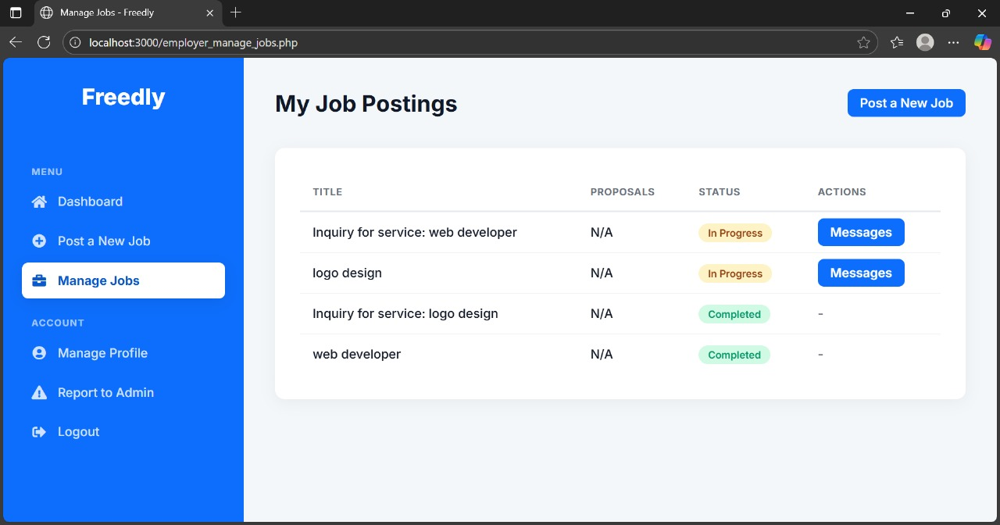 Manage Jobs - Freedly
localhost:3000/employer_manage_jobs.php
Freedly
MENU
Dashboard
Post a New Job
Manage Jobs
ACCOUNT
Manage Profile
Report to Admin
Logout
My Job Postings
Post a New Job
TITLE PROPOSALS STATUS ACTIONS
Inquiry for service: web developer N/A In Progress Messages
logo design N/A In Progress Messages
Inquiry for service: logo design N/A Completed -
web developer N/A Completed -